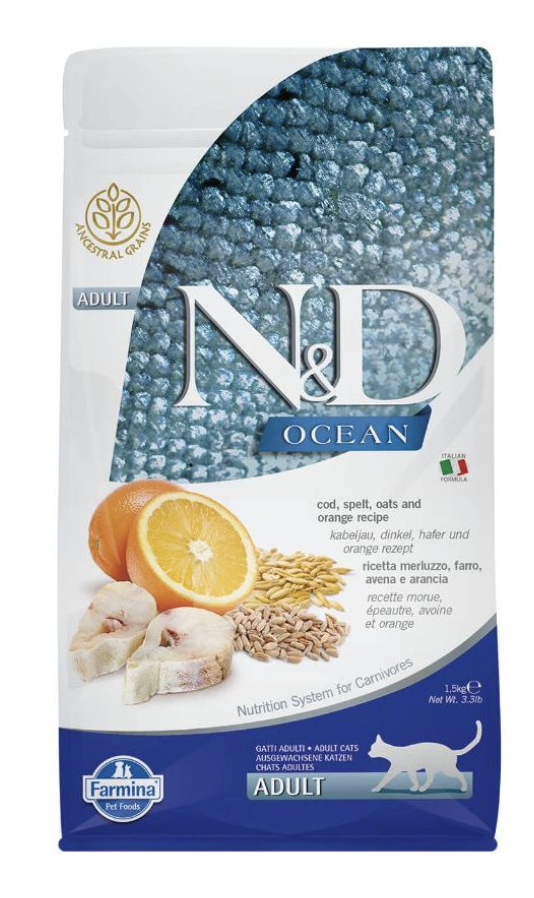 ANCESTRAL GRAINS
ADULT
N&D
OCEAN
ITALIAN
FORMULA
cod, spelt, oats and
orange recipe
kabeljau, dinkel, hafer und
orange rezept
ricetta merluzzo, farro,
avena e arancia
recette morue,
épeautre, avoine
et orange
Nutrition System for Carnivores
1,5kg℮
Net Wt. 3.3lb
GATTI ADULTI • ADULT CATS
AUSGEWACHSENE KATZEN
CHATS ADULTES
ADULT
Farmina
Pet Foods